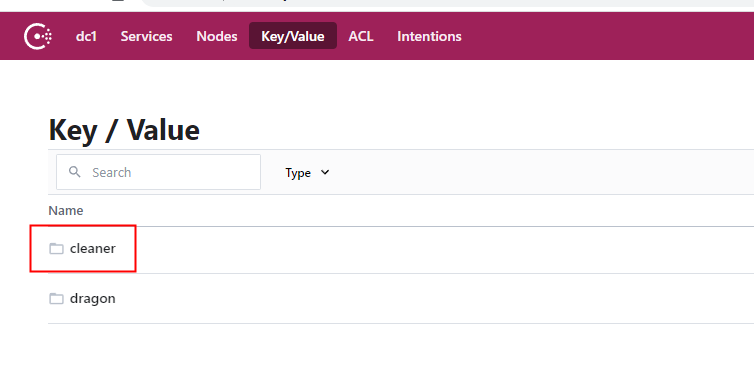 dc1 Services Nodes Key/Value ACL Intentions
Key / Value
Search Type
Name
cleaner
dragon